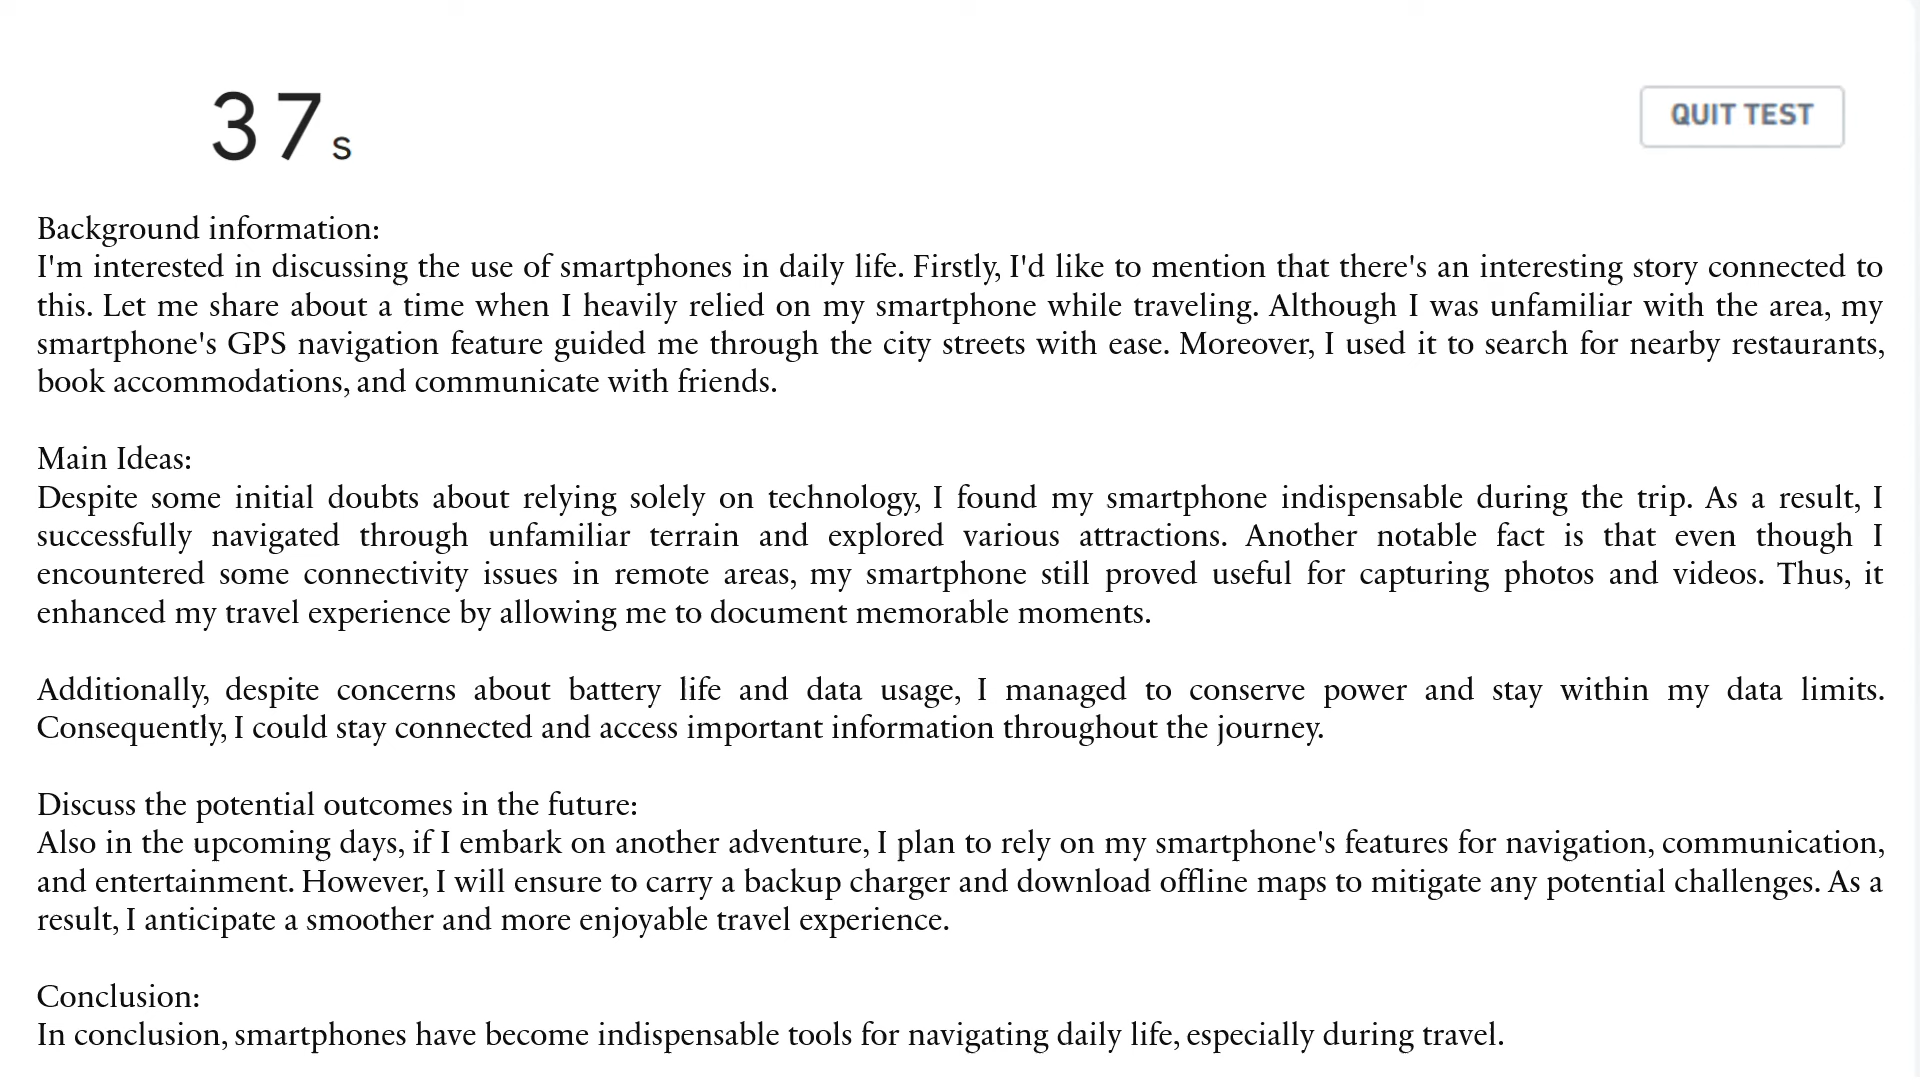 37s
QUIT TEST
Background information:
I'm interested in discussing the use of smartphones in daily life. Firstly, I'd like to mention that there's an interesting story connected to
this. Let me share about a time when I heavily relied on my smartphone while traveling. Although I was unfamiliar with the area, my
smartphone's GPS navigation feature guided me through the city streets with ease. Moreover, I used it to search for nearby restaurants,
book accommodations, and communicate with friends.
Main Ideas:
Despite some initial doubts about relying solely on technology, I found my smartphone indispensable during the trip. As a result, I
successfully navigated through unfamiliar terrain and explored various attractions. Another notable fact is that even though I
encountered some connectivity issues in remote areas, my smartphone still proved useful for capturing photos and videos. Thus, it
enhanced my travel experience by allowing me to document memorable moments.
Additionally, despite concerns about battery life and data usage, I managed to conserve power and stay within my data limits.
Consequently, I could stay connected and access important information throughout the journey.
Discuss the potential outcomes in the future:
Also in the upcoming days, if I embark on another adventure, I plan to rely on my smartphone's features for navigation, communication,
and entertainment. However, I will ensure to carry a backup charger and download offline maps to mitigate any potential challenges. As a
result, I anticipate a smoother and more enjoyable travel experience.
Conclusion:
In conclusion, smartphones have become indispensable tools for navigating daily life, especially during travel.